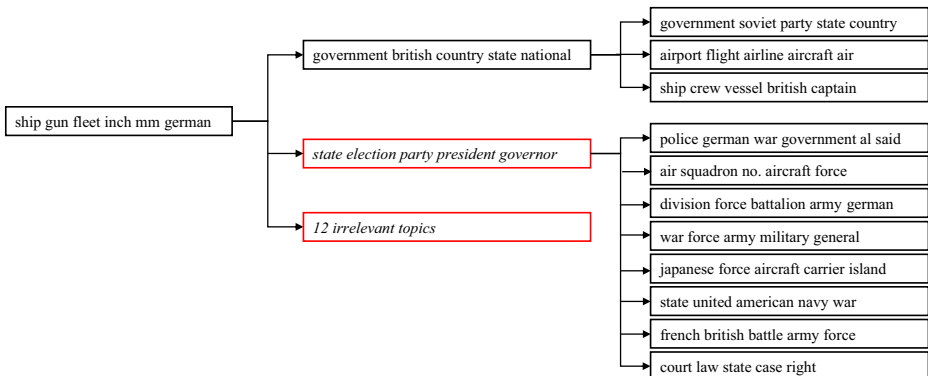 ship gun fleet inch mm german
government british country state national
government soviet party state country
airport flight airline aircraft air
ship crew vessel british captain
state election party president governor
police german war government al said
air squadron no. aircraft force
division force battalion army german
war force army military general
japanese force aircraft carrier island
state united american navy war
french british battle army force
court law state case right
12 irrelevant topics